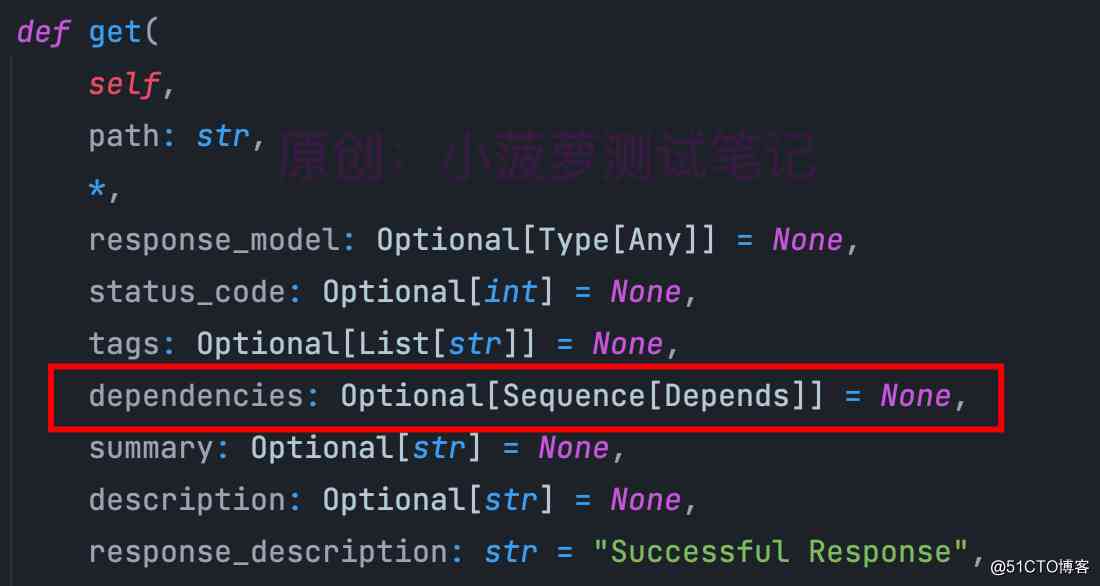 def get(
self,
path: str,
原创：小菠萝测试笔记
*,
response_model: Optional[Type[Any]] = None,
status_code: Optional[int] = None,
tags: Optional[List[str]] = None,
dependencies: Optional[Sequence[Depends]] = None,
summary: Optional[str] = None,
description: Optional[str] = None,
response_description: str = "Successful Response",
@51CTO博客